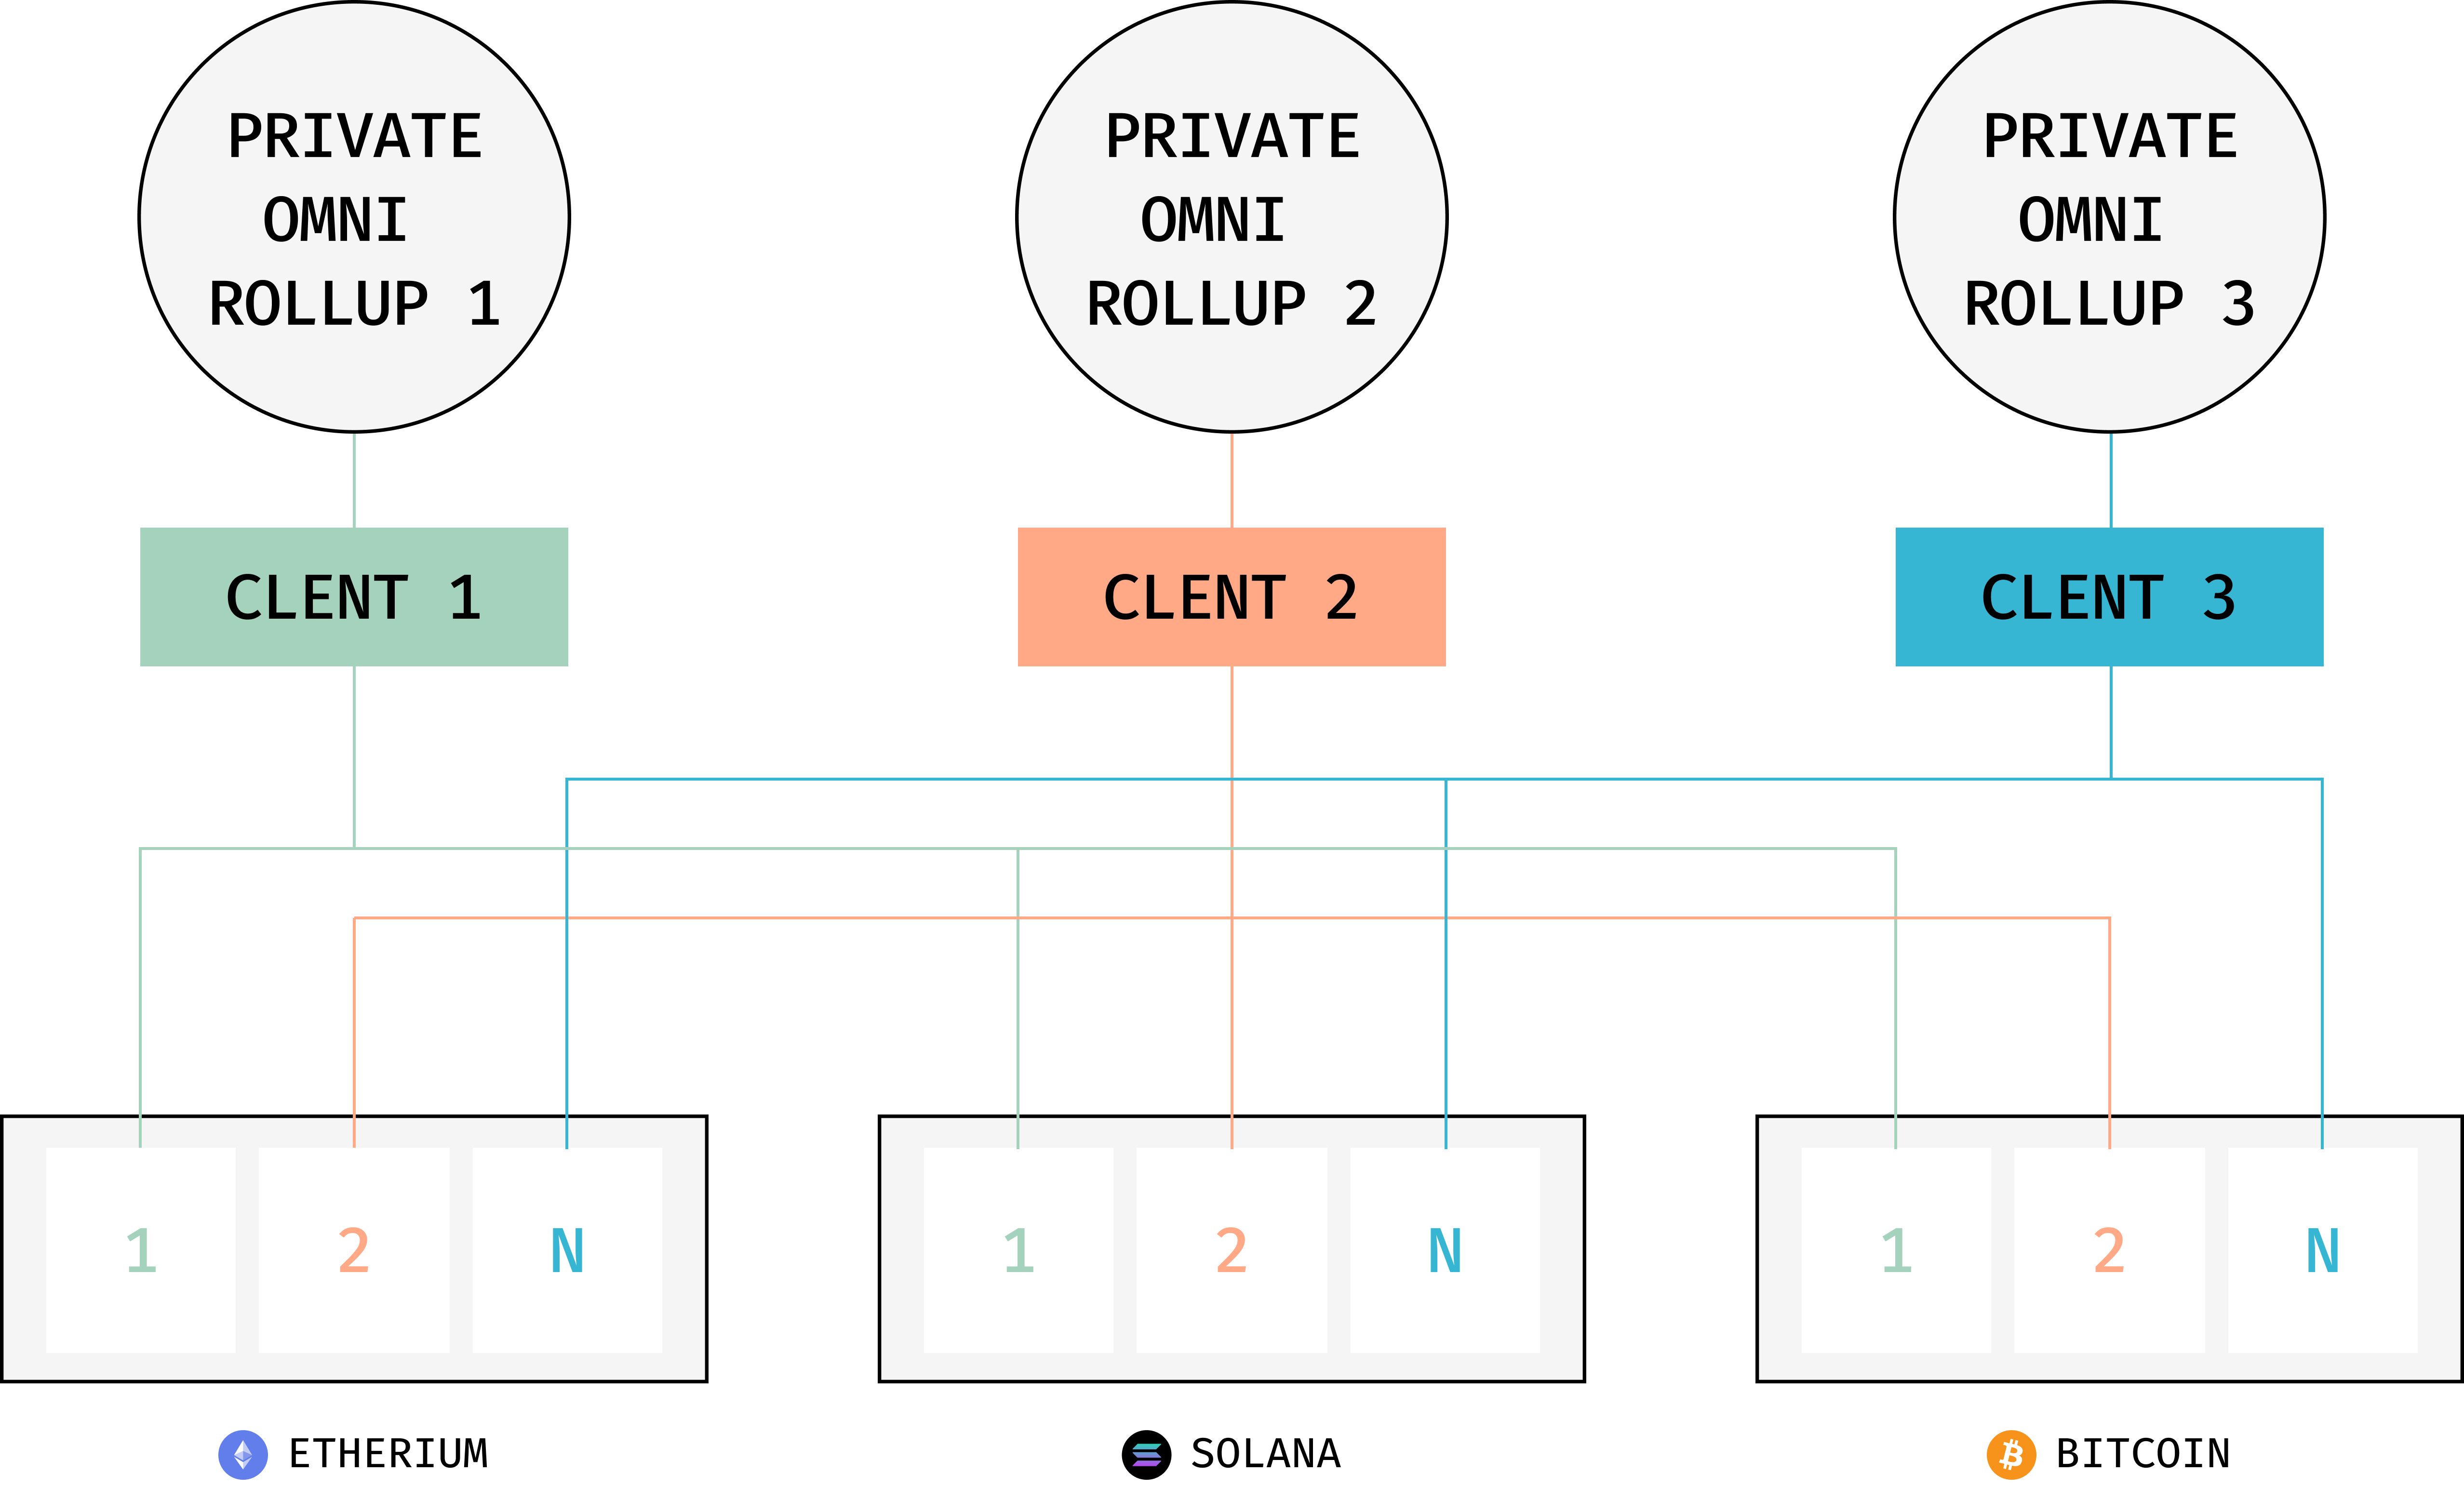 PRIVATE
OMNI
ROLLUP 1
PRIVATE
OMNI
ROLLUP 2
PRIVATE
OMNI
ROLLUP 3
CLENT 1
CLENT 2
CLENT 3
1 2 N
1 2 N
1 2 N
ETHERIUM
SOLANA
BITCOIN